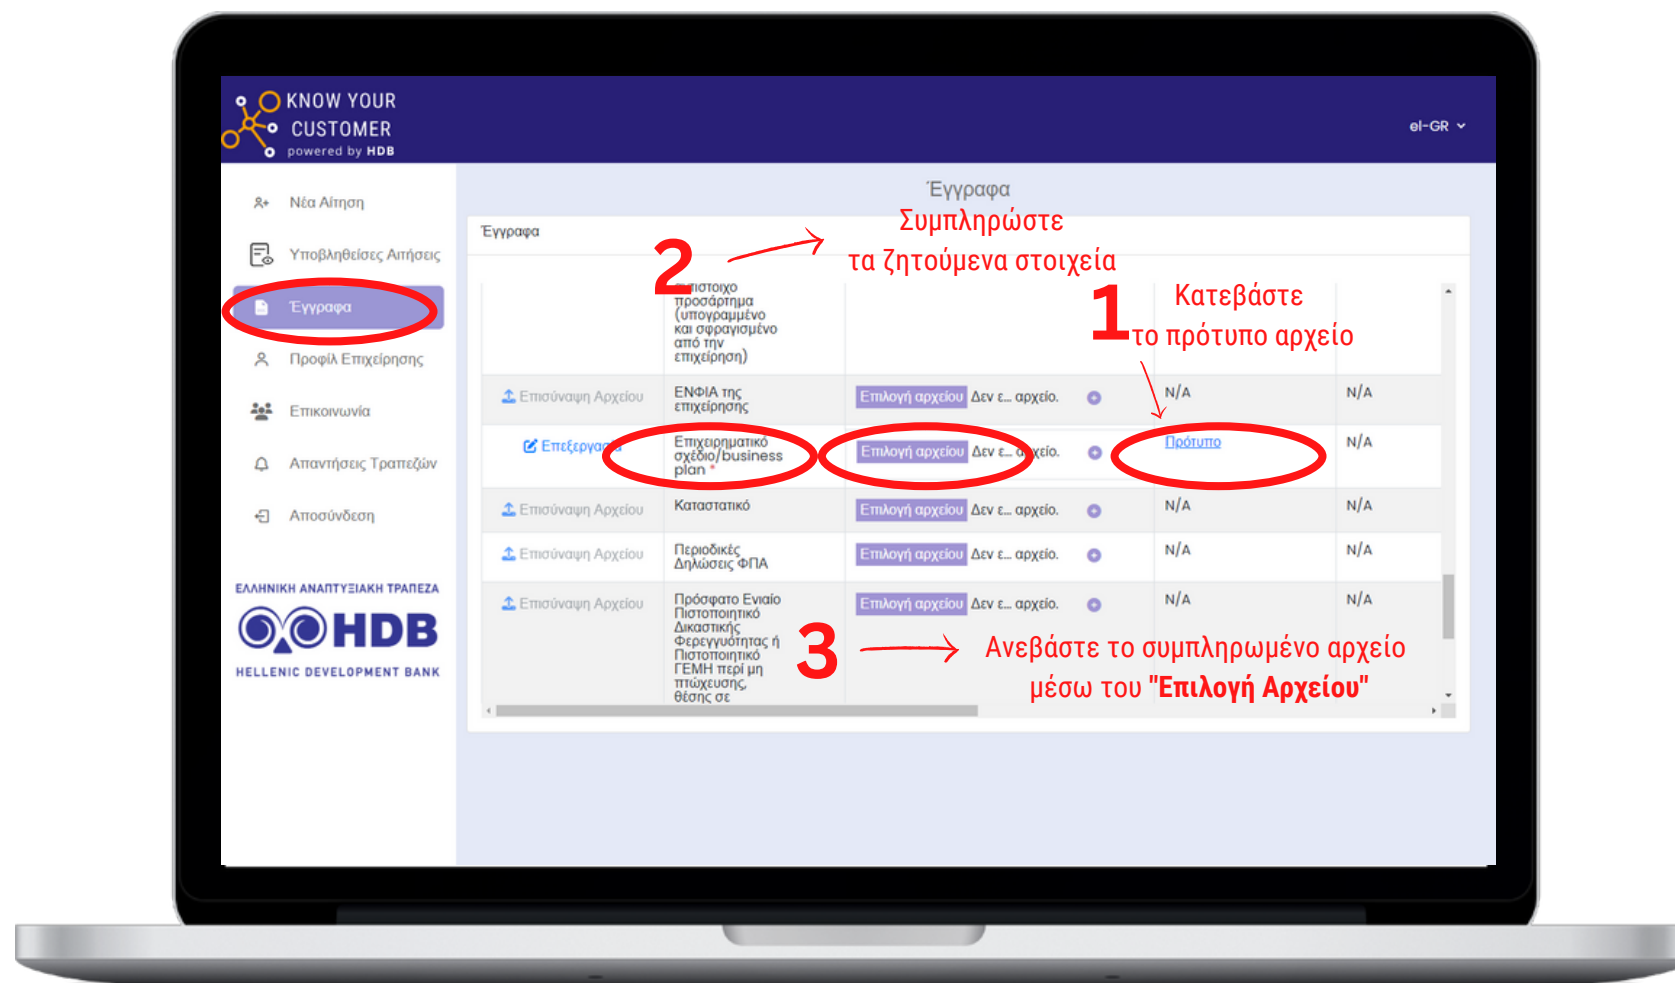 KNOW YOUR
CUSTOMER
powered by HDB
el-GR
Νέα Αίτηση
Υποβληθείσες Αιτήσεις
Έγγραφα
Προφίλ Επιχείρησης
Επικοινωνία
Απαντήσεις Τραπεζών
Αποσύνδεση
ΕΛΛΗΝΙΚΗ ΑΝΑΠΤΥΞΙΑΚΗ ΤΡΑΠΕΖΑ
HDB
HELLENIC DEVELOPMENT BANK
Έγγραφα
Έγγραφα
2
Συμπληρώστε
τα ζητούμενα στοιχεία
1
Κατεβάστε
το πρότυπο αρχείο
προσάρτημα
(υπογραμμένο
και σφραγισμένο
από την
επιχείρηση)
Επισύναψη Αρχείου
ΕΝΦΙΑ της
επιχείρησης
Επιλογή αρχείου Δεν ε... αρχείο.
N/A
N/A
Επεξεργασία
Επιχειρηματικό
σχέδιο/business
plan *
Επιλογή αρχείου Δεν ε... αρχείο.
Πρότυπο
N/A
Επισύναψη Αρχείου
Καταστατικό
Επιλογή αρχείου Δεν ε... αρχείο.
N/A
N/A
Επισύναψη Αρχείου
Περιοδικές
Δηλώσεις ΦΠΑ
Επιλογή αρχείου Δεν ε... αρχείο.
N/A
N/A
Επισύναψη Αρχείου
Πρόσφατο Ενιαίο
Πιστοποιητικό
Δικαστικής
Φερεγγυότητας ή
Πιστοποιητικό
ΓΕΜΗ περί μη
πτώχευσης,
θέσης σε
Επιλογή αρχείου Δεν ε... αρχείο.
N/A
N/A
3
Ανεβάστε το συμπληρωμένο αρχείο
μέσω του "Επιλογή Αρχείου"